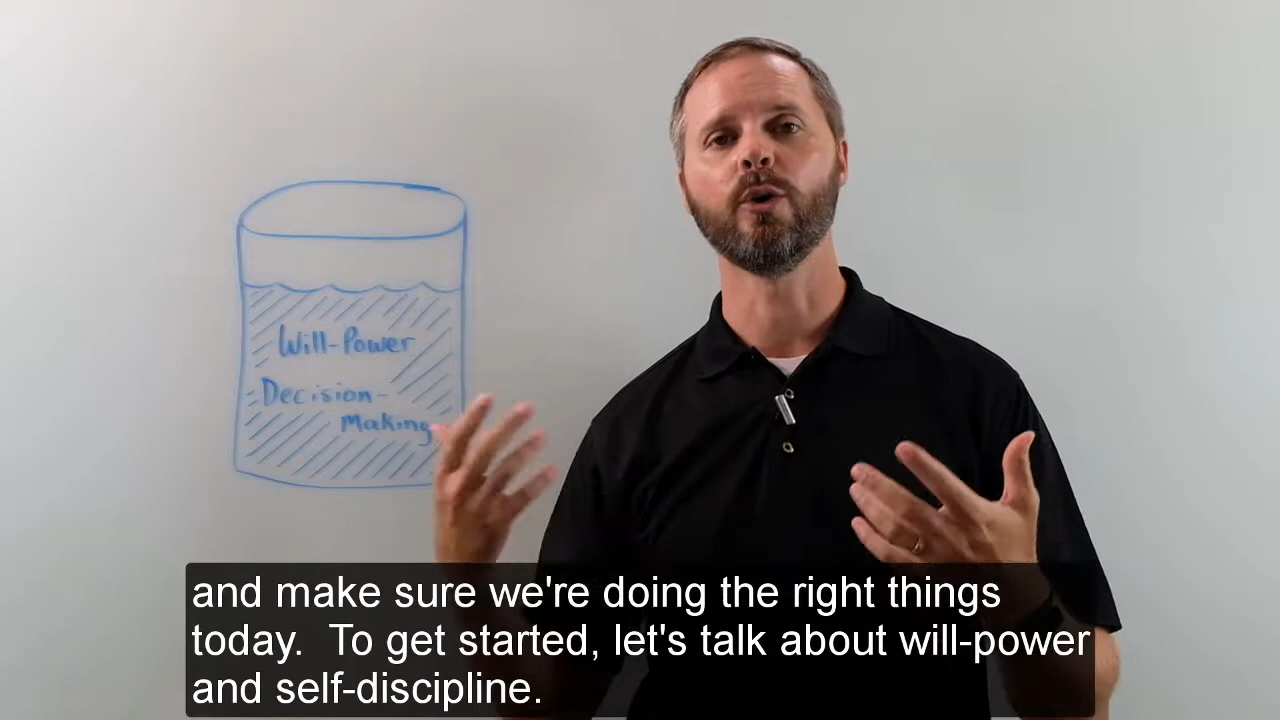 Will-Power
Decision-
Making
and make sure we're doing the right things
today.  To get started, let's talk about will-power
and self-discipline.